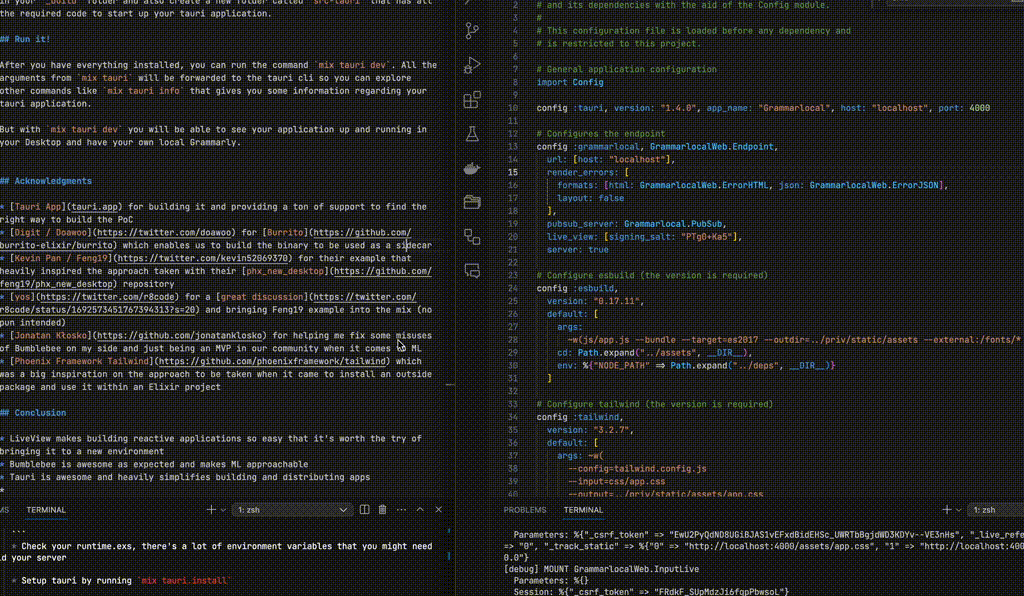 in your `_build` folder and also create a new folder called `src-tauri` that has all
the required code to start up your tauri application.
## Run it!
After you have everything installed, you can run the command `mix tauri dev`. All the
arguments from `mix tauri` will be forwarded to the tauri cli so you can explore
other commands like `mix tauri info` that gives you some information regarding your
tauri application.
But with `mix tauri dev` you will be able to see your application up and running in
your Desktop and have your own local Grammarly.
## Acknowledgments
* [Tauri App](tauri.app) for building it and providing a ton of support to find the
right way to build the PoC
* [Digit / Doawoo](https://twitter.com/doawoo) for [Burrito](https://github.com/
burrito-elixir/burrito) which enables us to build the binary to be used as a sidecar
* [Kevin Pan / Feng19](https://twitter.com/kevin52069370) for their example that
heavily inspired the approach taken with their [phx_new_desktop](https://github.com/
feng19/phx_new_desktop) repository
* [yos](https://twitter.com/r8code) for a [great discussion](https://twitter.com/
r8code/status/1692573451767394313?s=20) and bringing Feng19 example into the mix (no
pun intended)
* [Jonatan Kłosko](https://github.com/jonatanklosko) for helping me fix some misuses
of Bumblebee on my side and just being an MVP in our community when it comes to ML
* [Phoenix Framework Tailwind](https://github.com/phoenixframework/tailwind) which
was a big inspiration on the approach to be taken when it came to install an outside
package and use it within an Elixir project
## Conclusion
* LiveView makes building reactive applications so easy that it's worth the try of
bringing it to a new environment
* Bumblebee is awesome as expected and makes ML approachable
* Tauri is awesome and heavily simplifies building and distributing apps
*
MS TERMINAL 1: zsh
...
* Check your runtime.exs, there's a lot of environment variables that you might need
d your server
* Setup tauri by running `mix tauri.install`
2 # and its dependencies with the aid of the Config module.
3 #
4 # This configuration file is loaded before any dependency and
5 # is restricted to this project.
6
7 # General application configuration
8 import Config
9
10 config :tauri, version: "1.4.0", app_name: "Grammarlocal", host: "localhost", port: 4000
11
12 # Configures the endpoint
13 config :grammarlocal, GrammarlocalWeb.Endpoint,
14 url: [host: "localhost"],
15 render_errors: [
16 formats: [html: GrammarlocalWeb.ErrorHTML, json: GrammarlocalWeb.ErrorJSON],
17 layout: false
18 ],
19 pubsub_server: Grammarlocal.PubSub,
20 live_view: [signing_salt: "PTgO+Ka5"],
21 server: true
22
23 # Configure esbuild (the version is required)
24 config :esbuild,
25 version: "0.17.11",
26 default: [
27 args:
28 ~w(js/app.js --bundle --target=es2017 --outdir=../priv/static/assets --external:/fonts/*
29 cd: Path.expand("../assets", __DIR__),
30 env: %{"NODE_PATH" => Path.expand("../deps", __DIR__)}
31 ]
32
33 # Configure tailwind (the version is required)
34 config :tailwind,
35 version: "3.2.7",
36 default: [
37 args: ~w(
38 --config=tailwind.config.js
39 --input=css/app.css
40 --output=../priv/static/assets/app.css
PROBLEMS TERMINAL 1: zsh
Parameters: %{"_csrf_token" => "EwU2PyQdND8UGiBJAS1vEFxdBidEHSc_UWRTbBgjdWD3KDYv--VE3nHs", "_live_refe
=> "0", "_track_static" => %{"0" => "http://localhost:4000/assets/app.css", "1" => "http://localhost:400
0.0"}
[debug] MOUNT GrammarlocalWeb.InputLive
Parameters: %{}
Session: %{"_csrf_token" => "FRdkF_SUpMdzJi6fqpPbwsoL"}